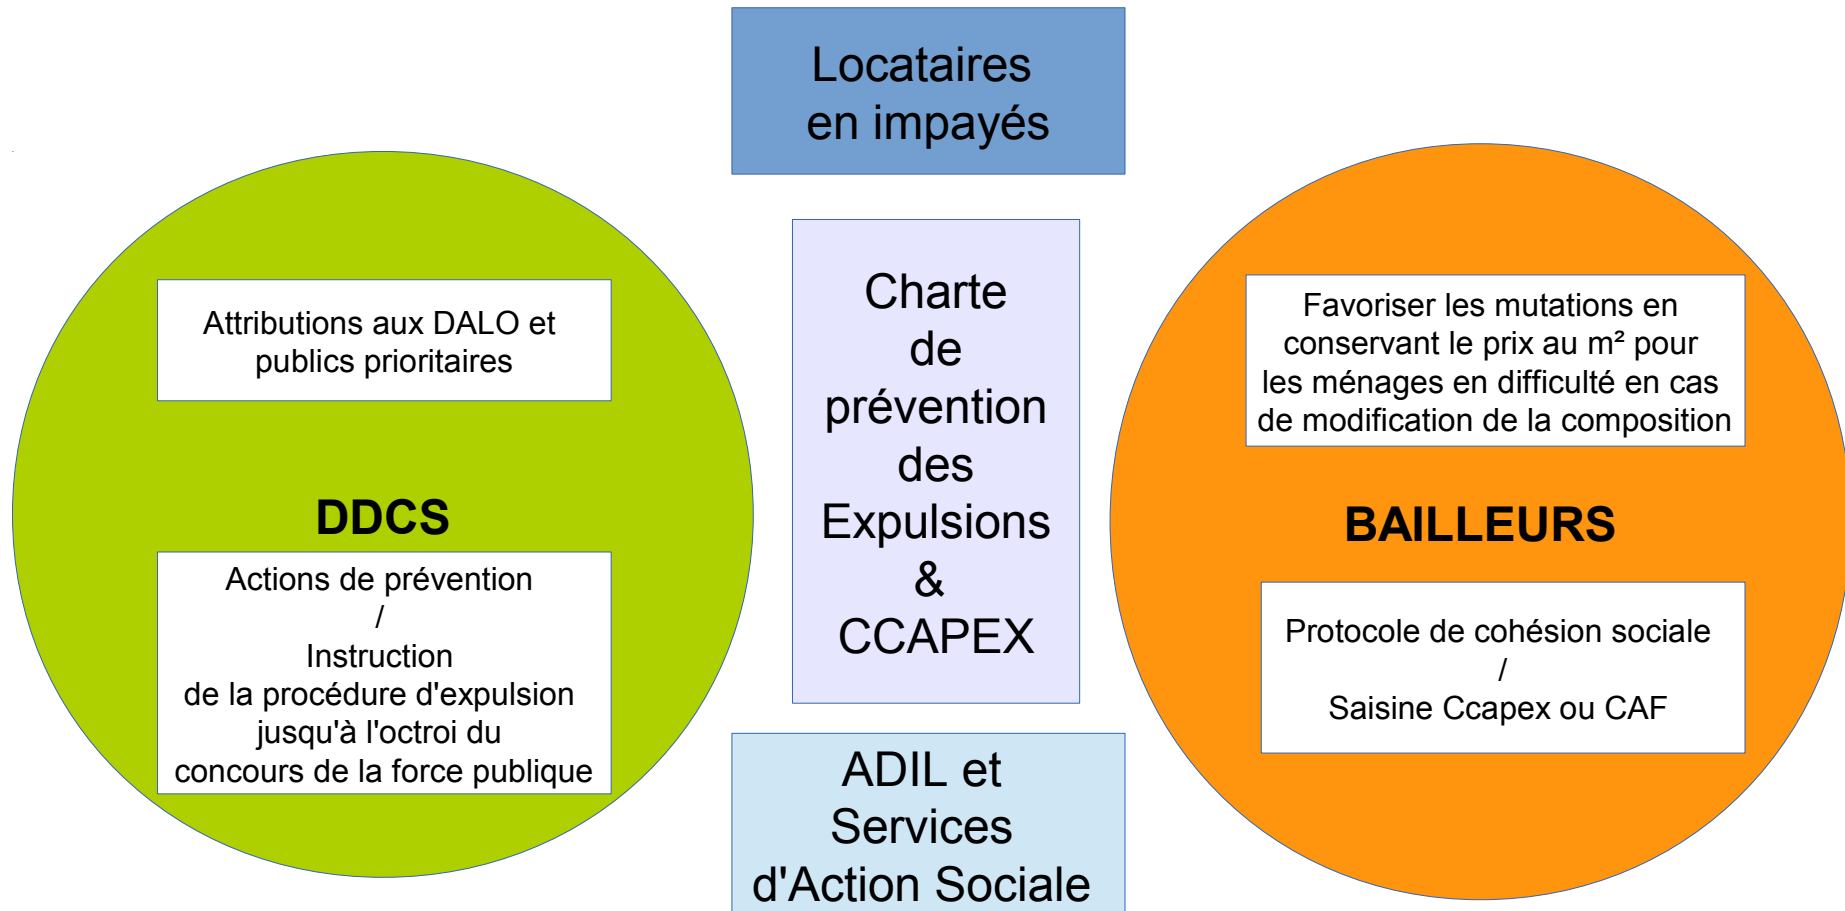 Locataires
en impayés
Attributions aux DALO et
publics prioritaires
DDCS
Actions de prévention
/
Instruction
de la procédure d'expulsion
jusqu'à l'octroi du
concours de la force publique
Charte
de
prévention
des
Expulsions
&
CCAPEX
ADIL et
Services
d'Action Sociale
Favoriser les mutations en
conservant le prix au m² pour
les ménages en difficulté en cas
de modification de la composition
BAILLEURS
Protocole de cohésion sociale
/
Saisine Ccapex ou CAF